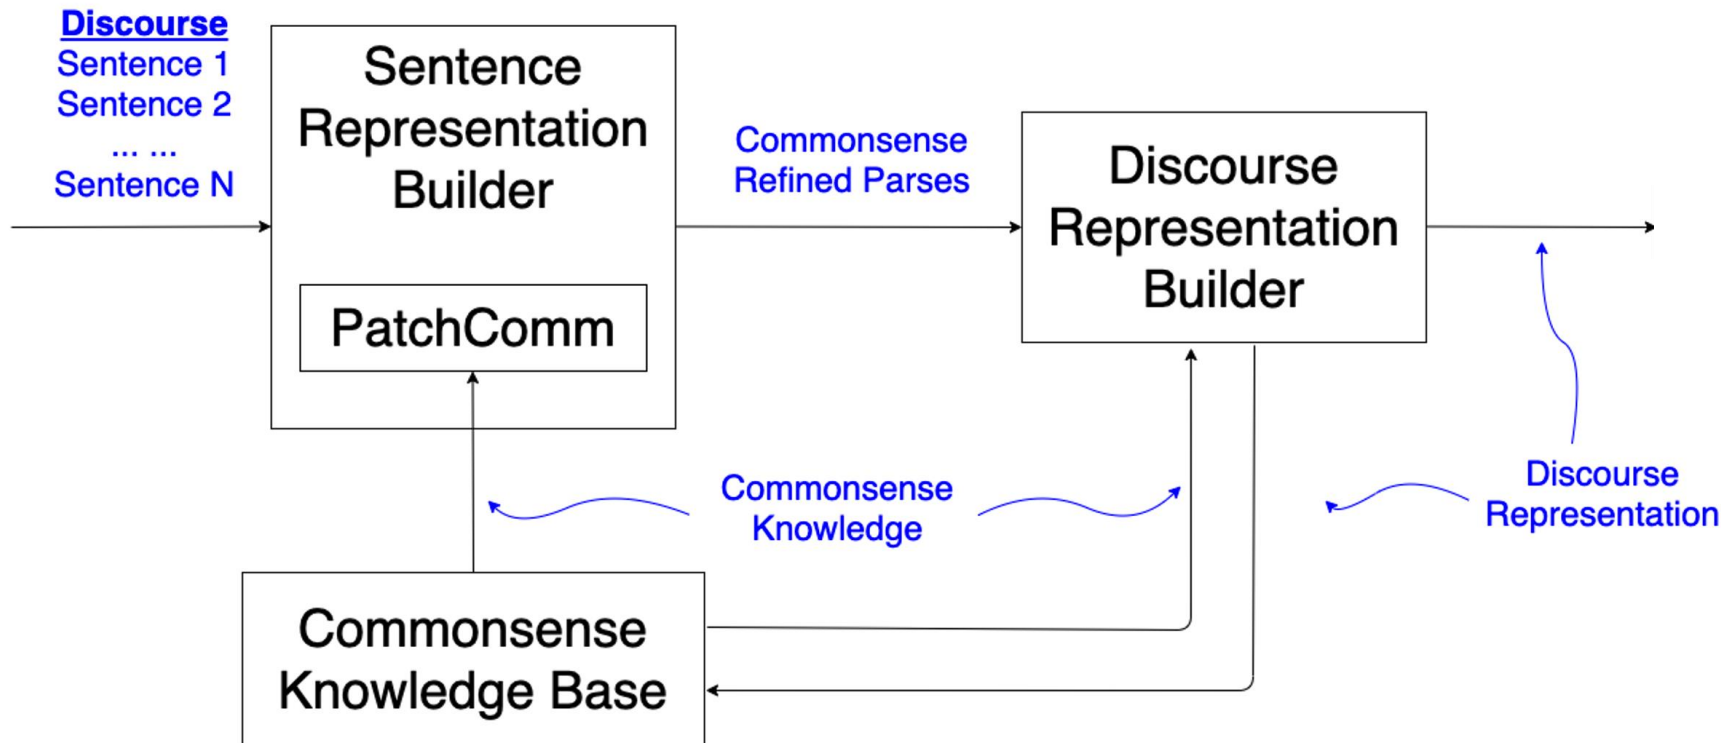 Discourse
Sentence 1
Sentence 2
... ...
Sentence N
Sentence
Representation
Builder
PatchComm
Commonsense
Refined Parses
Discourse
Representation
Builder
Commonsense
Knowledge
Discourse
Representation
Commonsense
Knowledge Base